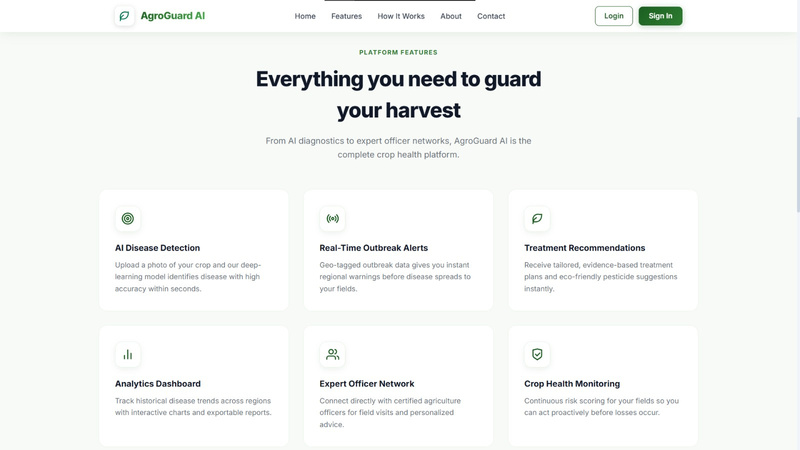 AgroGuard AI
Home Features How It Works About Contact
Login Sign In
PLATFORM FEATURES
Everything you need to guard
your harvest
From AI diagnostics to expert officer networks, AgroGuard AI is the
complete crop health platform.
AI Disease Detection
Upload a photo of your crop and our deep-
learning model identifies disease with high
accuracy within seconds.
Real-Time Outbreak Alerts
Geo-tagged outbreak data gives you instant
regional warnings before disease spreads to
your fields.
Treatment Recommendations
Receive tailored, evidence-based treatment
plans and eco-friendly pesticide suggestions
instantly.
Analytics Dashboard
Track historical disease trends across regions
with interactive charts and exportable reports.
Expert Officer Network
Connect directly with certified agriculture
officers for field visits and personalized
advice.
Crop Health Monitoring
Continuous risk scoring for your fields so you
can act proactively before losses occur.